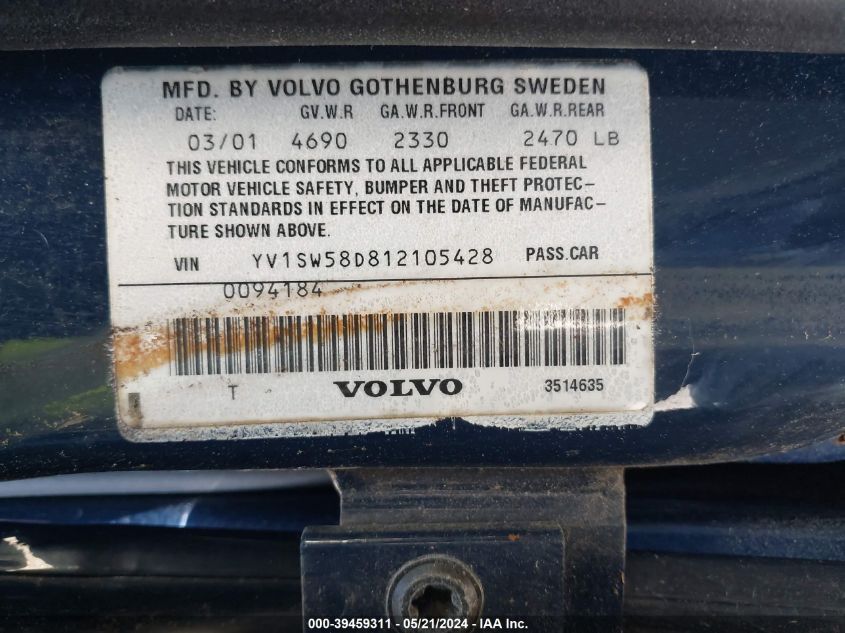 MFD. BY VOLVO GOTHENBURG SWEDEN
DATE: GV.W.R GA.W.R.FRONT GA.W.R.REAR
03/01 4690 2330 2470 LB
THIS VEHICLE CONFORMS TO ALL APPLICABLE FEDERAL
MOTOR VEHICLE SAFETY, BUMPER AND THEFT PROTEC-
TION STANDARDS IN EFFECT ON THE DATE OF MANUFAC-
TURE SHOWN ABOVE.
VIN YV1SW58D812105428 PASS.CAR
0094184
T VOLVO 3514635
000-39459311 - 05/21/2024 - IAA Inc.